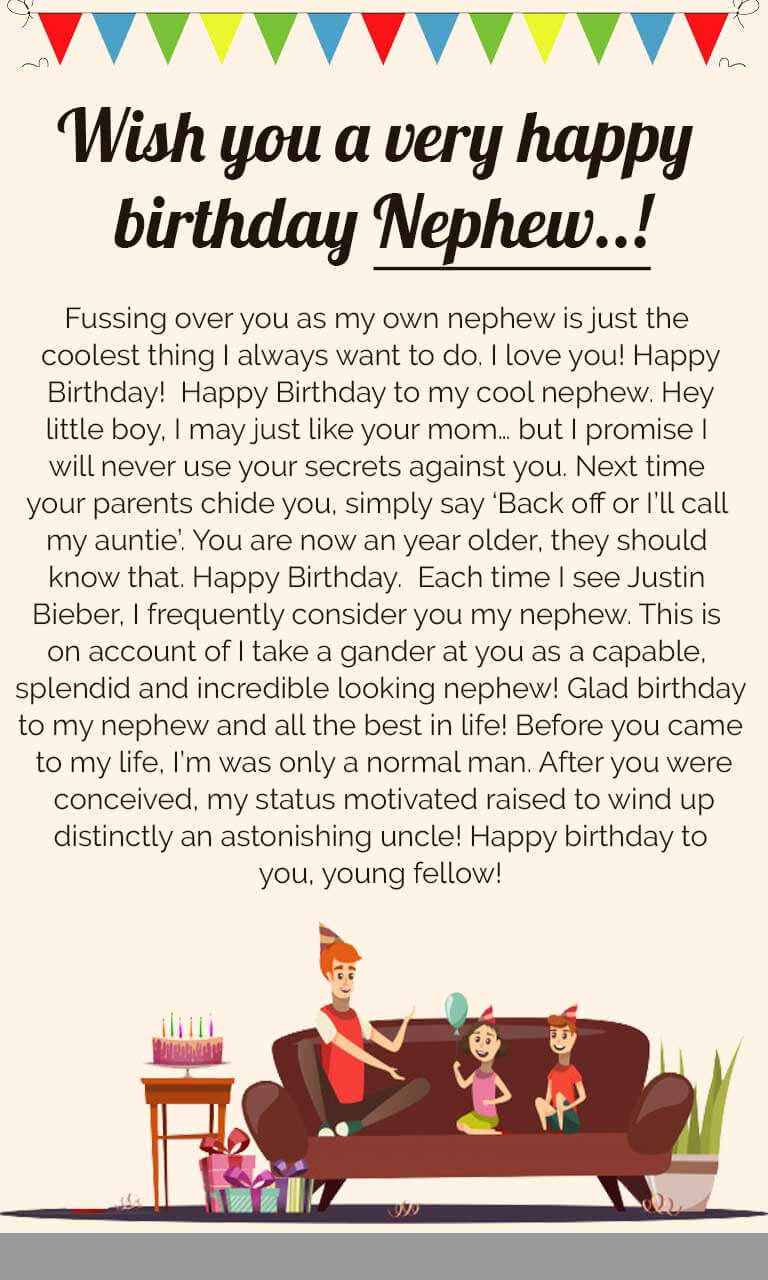 Wish you a very happy
birthday Nephew..!
Fussing over you as my own nephew is just the
coolest thing I always want to do. I love you! Happy
Birthday!  Happy Birthday to my cool nephew. Hey
little boy, I may just like your mom… but I promise I
will never use your secrets against you. Next time
your parents chide you, simply say ‘Back off or I’ll call
my auntie’. You are now an year older, they should
know that. Happy Birthday.  Each time I see Justin
Bieber, I frequently consider you my nephew. This is
on account of I take a gander at you as a capable,
splendid and incredible looking nephew! Glad birthday
to my nephew and all the best in life! Before you came
to my life, I’m was only a normal man. After you were
conceived, my status motivated raised to wind up
distinctly an astonishing uncle! Happy birthday to
you, young fellow!